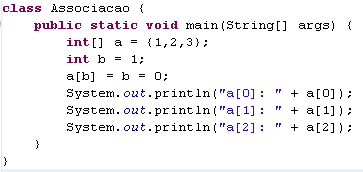 class Associacao {
    public static void main(String[] args) {
        int[] a = {1,2,3};
        int b = 1;
        a[b] = b = 0;
        System.out.println("a[0]: " + a[0]);
        System.out.println("a[1]: " + a[1]);
        System.out.println("a[2]: " + a[2]);
    }
}